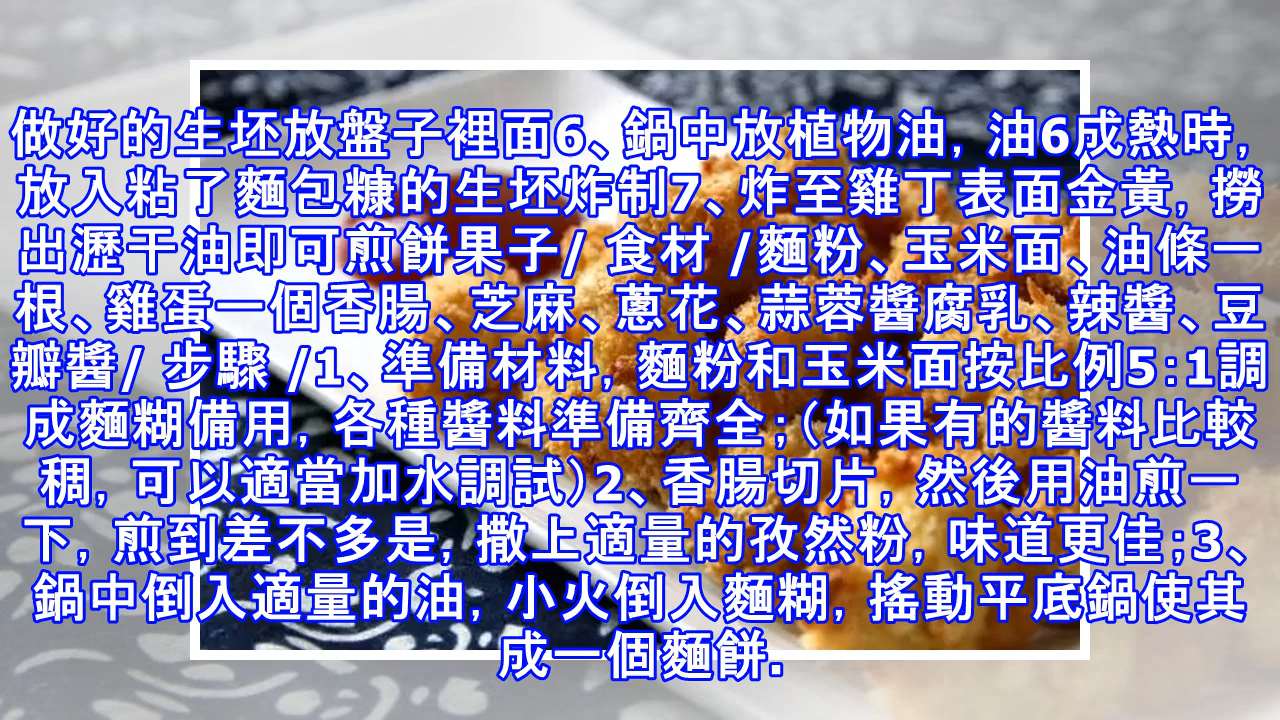 做好的生坯放盤子裡面6、鍋中放植物油, 油6成熱時,
放入粘了麵包糠的生坯炸制7、炸至雞丁表面金黃, 撈
出瀝干油即可煎餅果子/ 食材 /麵粉、玉米面、油條一
根、雞蛋一個香腸、芝麻、蔥花、蒜蓉醬腐乳、辣醬、豆
瓣醬/ 步驟 /1、準備材料, 麵粉和玉米面按比例5:1調
成麵糊備用, 各種醬料準備齊全;(如果有的醬料比較
稠, 可以適當加水調試)2、香腸切片, 然後用油煎一
下, 煎到差不多是, 撒上適量的孜然粉, 味道更佳;3、
鍋中倒入適量的油, 小火倒入麵糊, 搖動平底鍋使其
成一個麵餅.